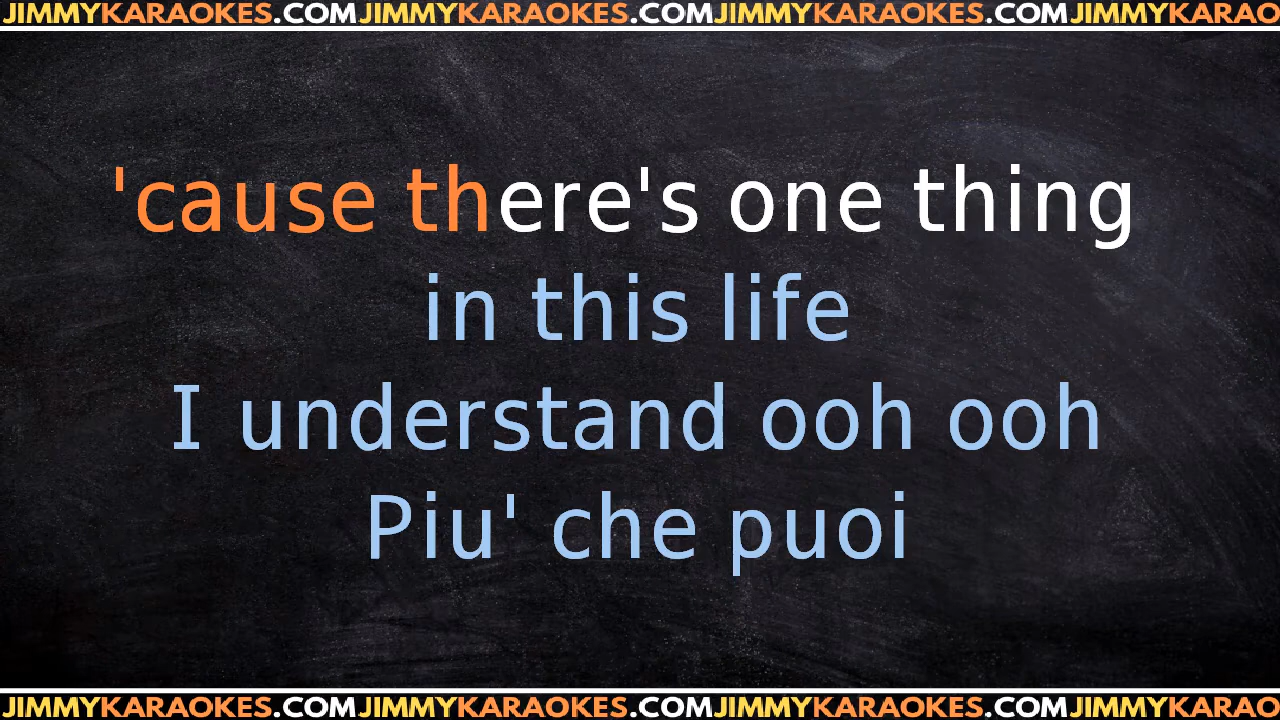 JIMMYKARAOKES.COMJIMMYKARAOKES.COMJIMMYKARAOKES.COMJIMMYKARAO
'cause there's one thing
in this life
I understand ooh ooh
Piu' che puoi
JIMMYKARAOKES.COMJIMMYKARAOKES.COMJIMMYKARAOKES.COMJIMMYKARAO